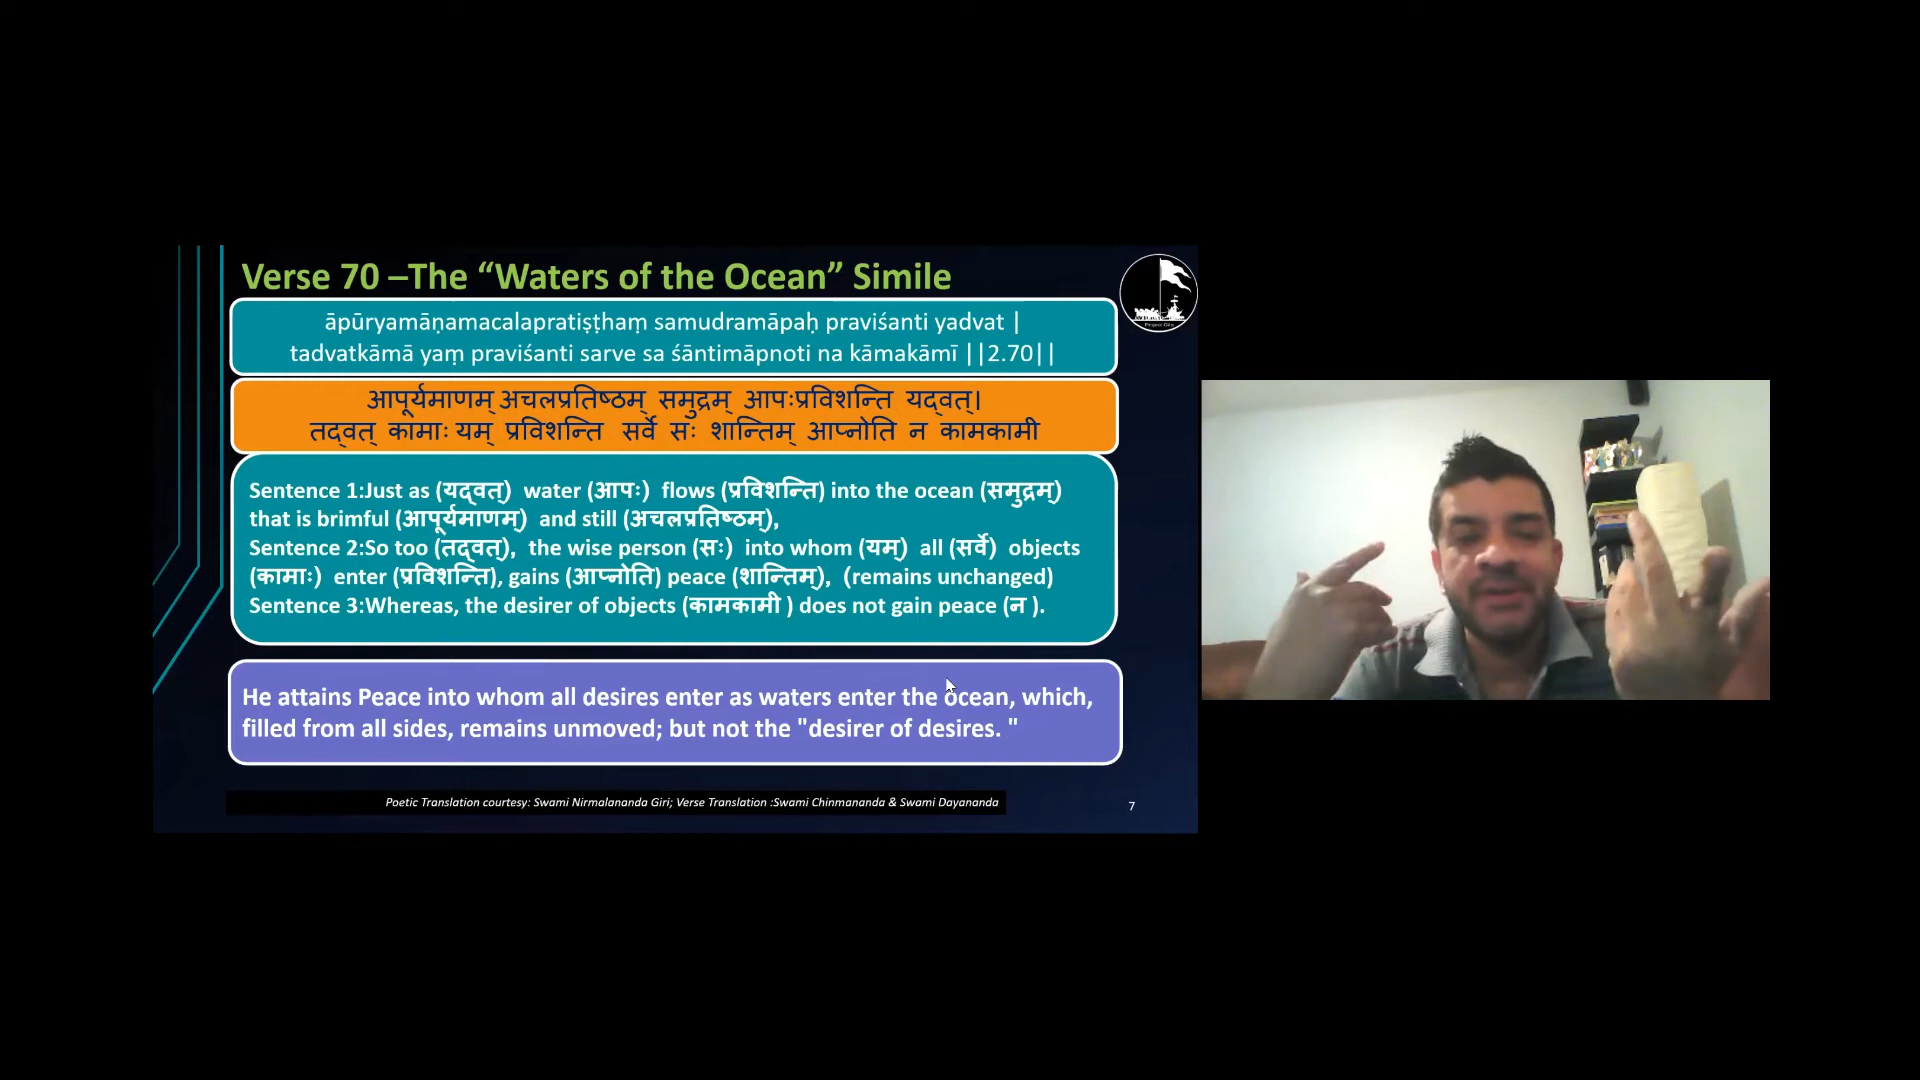 Verse 70 –The “Waters of the Ocean” Simile
āpūryamāṇamacalapratiṣṭhaṃ samudramāpaḥ praviśanti yadvat |
tadvatkāmā yaṃ praviśanti sarve sa śāntimāpnoti na kāmakāmī ||2.70||
आपूर्यमाणम् अचलप्रतिष्ठम् समुद्रम् आपःप्रविशन्ति यद्वत्।
तद्वत् कामाः यम् प्रविशन्ति सर्वे सः शान्तिम् आप्नोति न कामकामी
Sentence 1:Just as (यद्वत्) water (आपः) flows (प्रविशन्ति) into the ocean (समुद्रम्)
that is brimful (आपूर्यमाणम्) and still (अचलप्रतिष्ठम्),
Sentence 2:So too (तद्वत्), the wise person (सः) into whom (यम्) all (सर्वे) objects
(कामाः) enter (प्रविशन्ति), gains (आप्नोति) peace (शान्तिम्), (remains unchanged)
Sentence 3:Whereas, the desirer of objects (कामकामी ) does not gain peace (न ).
He attains Peace into whom all desires enter as waters enter the ocean, which,
filled from all sides, remains unmoved; but not the "desirer of desires. "
Poetic Translation courtesy: Swami Nirmalananda Giri; Verse Translation :Swami Chinmananda & Swami Dayananda
7
Project Gita